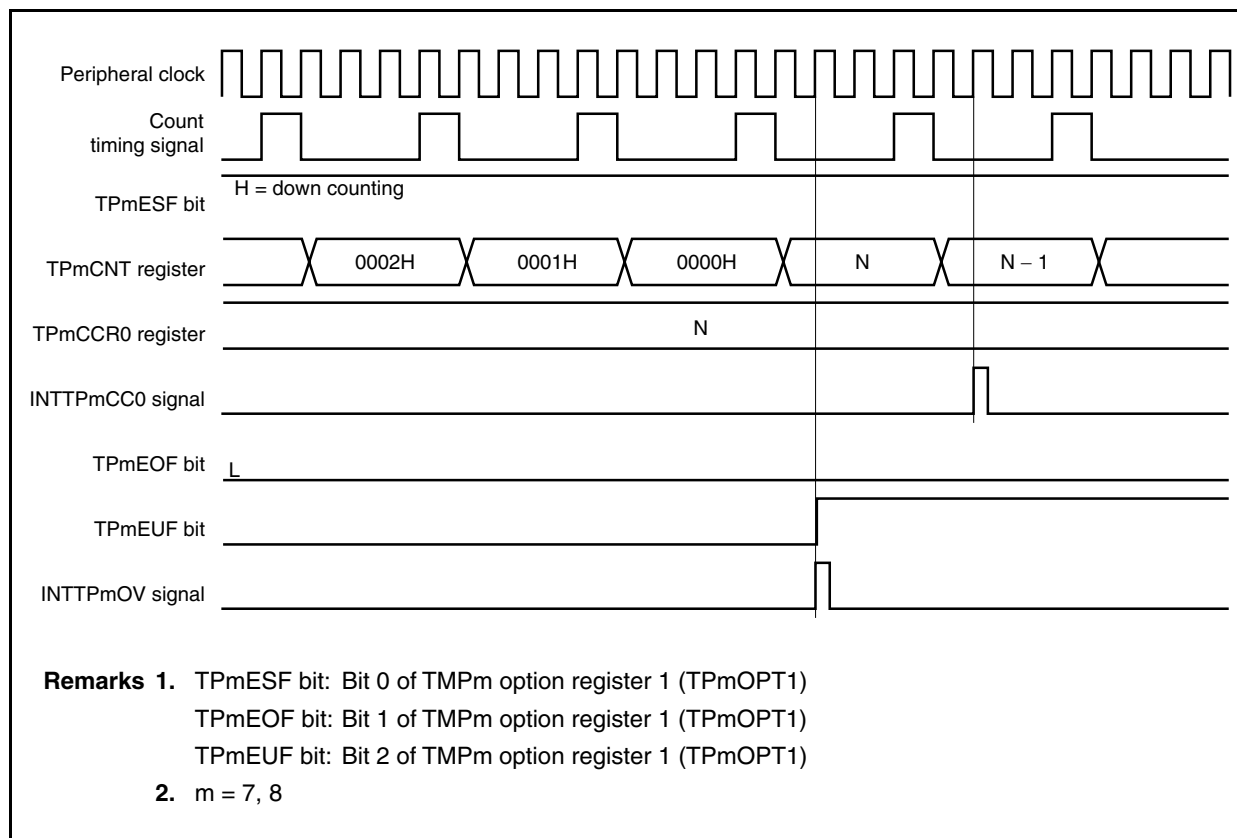 Peripheral clock
Count
timing signal
H = down counting
TPmESF bit
TPmCNT register
0002H
0001H
0000H
N
N – 1
TPmCCR0 register
N
INTTPmCC0 signal
TPmEOF bit
L
TPmEUF bit
INTTPmOV signal
Remarks 1. TPmESF bit: Bit 0 of TMPm option register 1 (TPmOPT1)
TPmEOF bit: Bit 1 of TMPm option register 1 (TPmOPT1)
TPmEUF bit: Bit 2 of TMPm option register 1 (TPmOPT1)
2. m = 7, 8